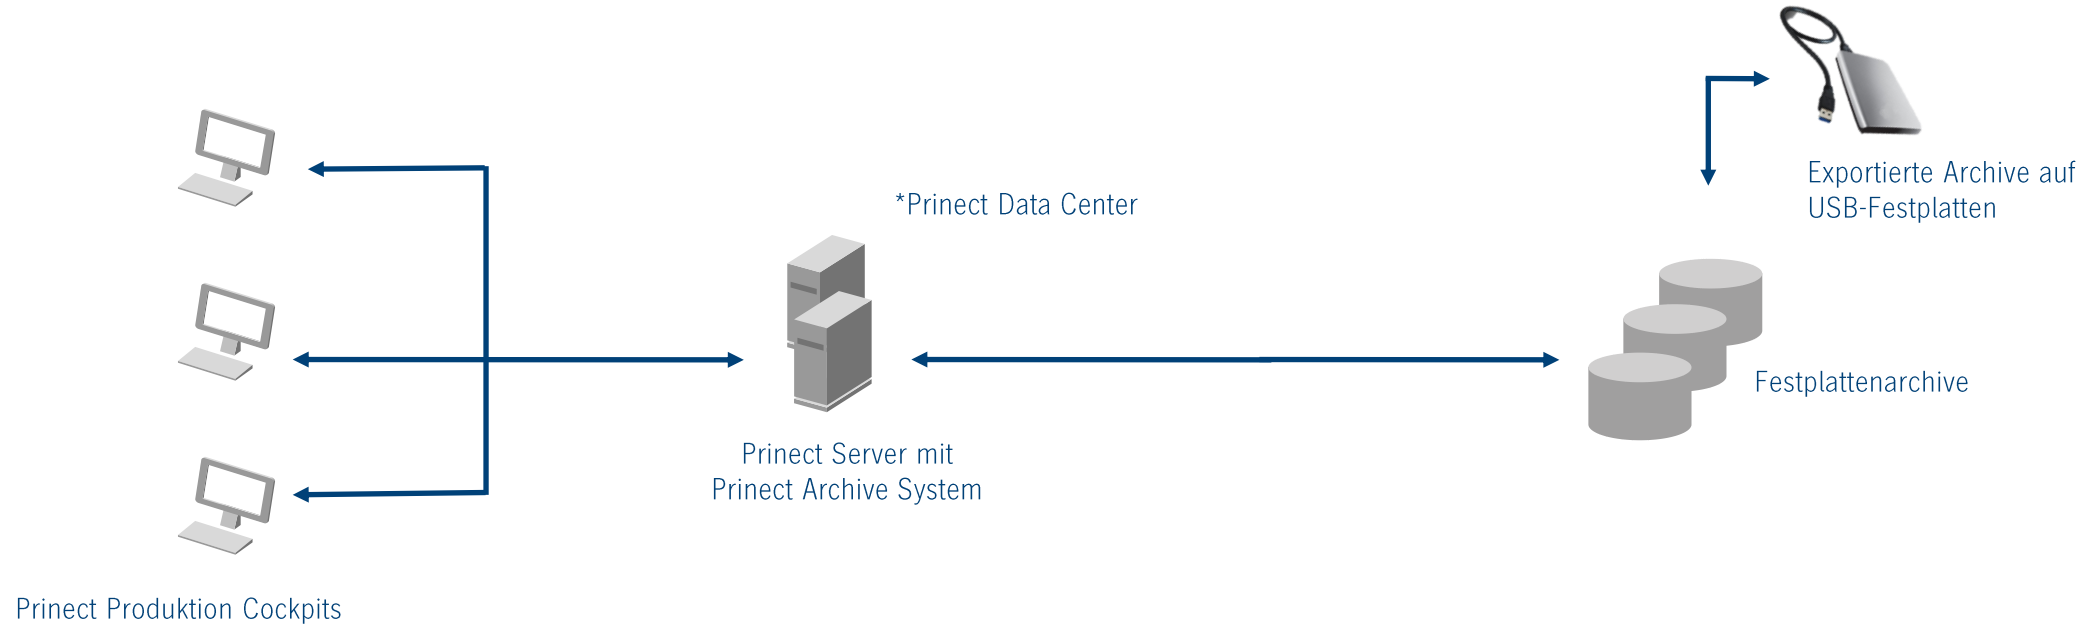 Exportierte Archive auf
USB-Festplatten
*Prinect Data Center
Festplattenarchive
Prinect Server mit
Prinect Archive System
Prinect Produktion Cockpits